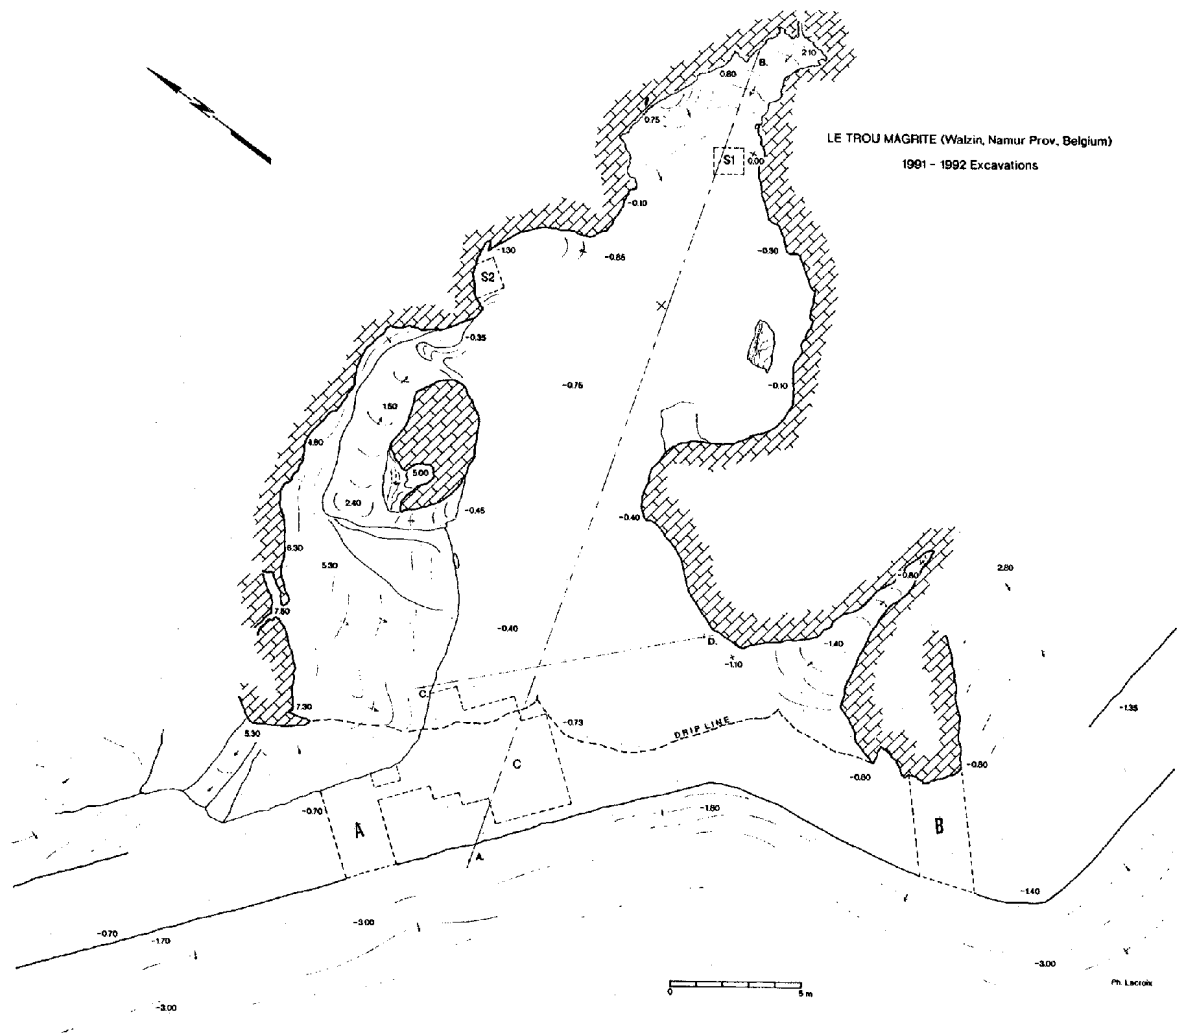 2.10
B.
0.80
0.75
N
LE TROU MAGRITE (Walzin, Namur Prov., Belgium)
1991 - 1992 Excavations
S1
0.00
-0.10
-1.30
-0.85
-0.30
S2
-0.35
-0.75
-0.10
1.50
4.80
5.00
2.40
-0.45
-0.40
6.30
5.30
-0.80
2.80
7.50
-0.40
D.
-1.40
-1.10
C.
7.30
-0.73
DRIP LINE
-1.35
5.30
C
-0.80
-0.80
-0.70
A
-1.80
B
A.
-1.40
-0.70
-1.70
-3.00
-3.00
-3.00
Ph. Lacroix
0
5 m